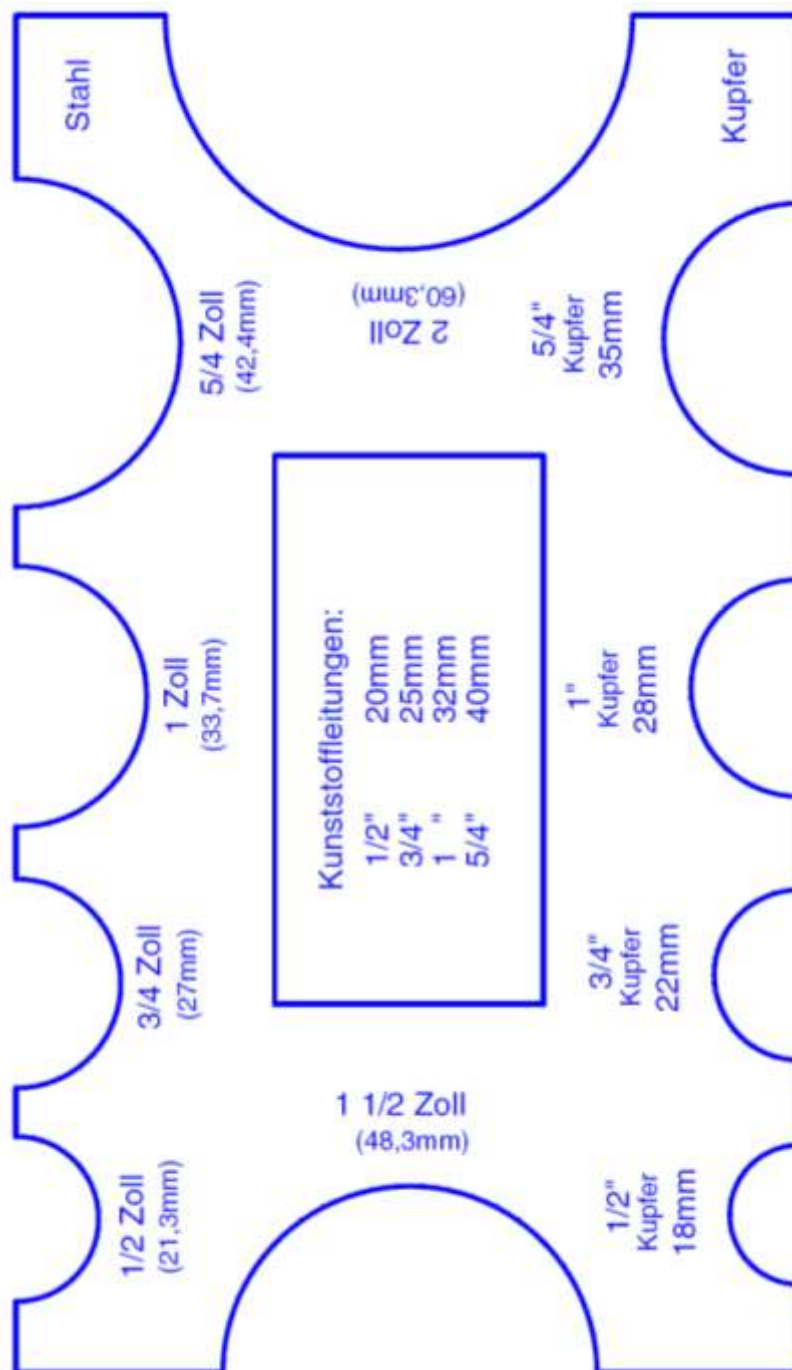 Stahl
1/2 Zoll
(21,3mm)
3/4 Zoll
(27mm)
1 Zoll
(33,7mm)
5/4 Zoll
(42,4mm)
1 1/2 Zoll
(48,3mm)
Kunststoffleitungen:
1/2" 20mm
3/4" 25mm
1 " 32mm
5/4" 40mm
2 Zoll
(60,3mm)
1/2"
Kupfer
18mm
3/4"
Kupfer
22mm
1"
Kupfer
28mm
5/4"
Kupfer
35mm
Kupfer